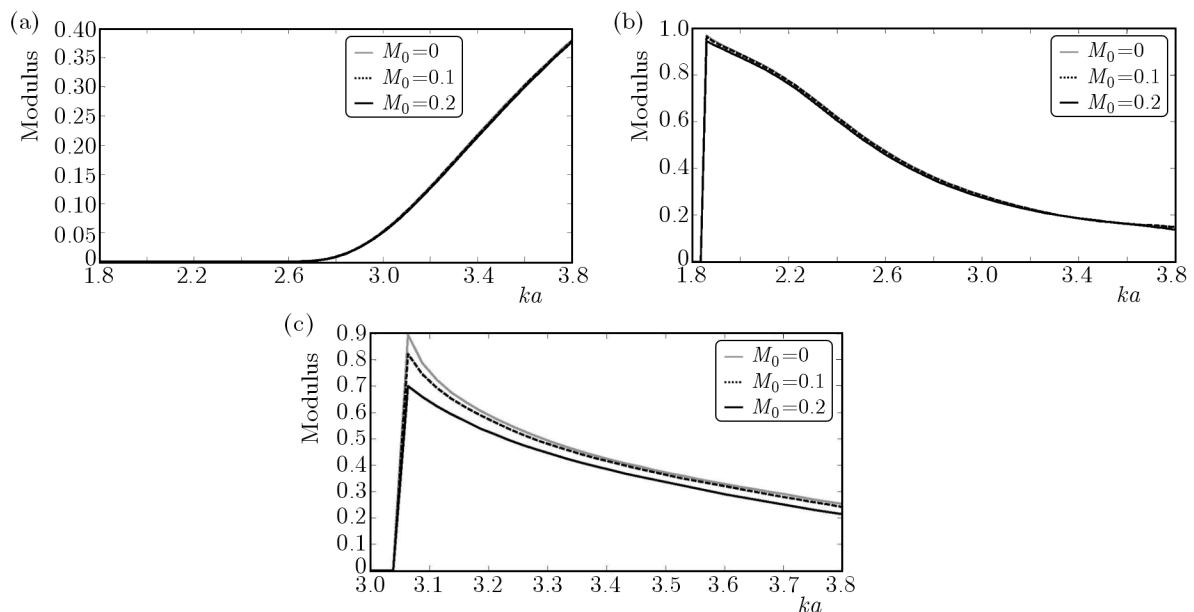 (a)
Modulus
0.40
0.35
0.30
0.25
0.20
0.15
0.10
0.05
0
1.8 2.2 2.6 3.0 3.4 3.8
ka
M0=0
M0=0.1
M0=0.2
(b)
Modulus
1.0
0.8
0.6
0.4
0.2
0
1.8 2.2 2.6 3.0 3.4 3.8
ka
M0=0
M0=0.1
M0=0.2
(c)
Modulus
0.9
0.8
0.7
0.6
0.5
0.4
0.3
0.2
0.1
0
3.0 3.1 3.2 3.3 3.4 3.5 3.6 3.7 3.8
ka
M0=0
M0=0.1
M0=0.2